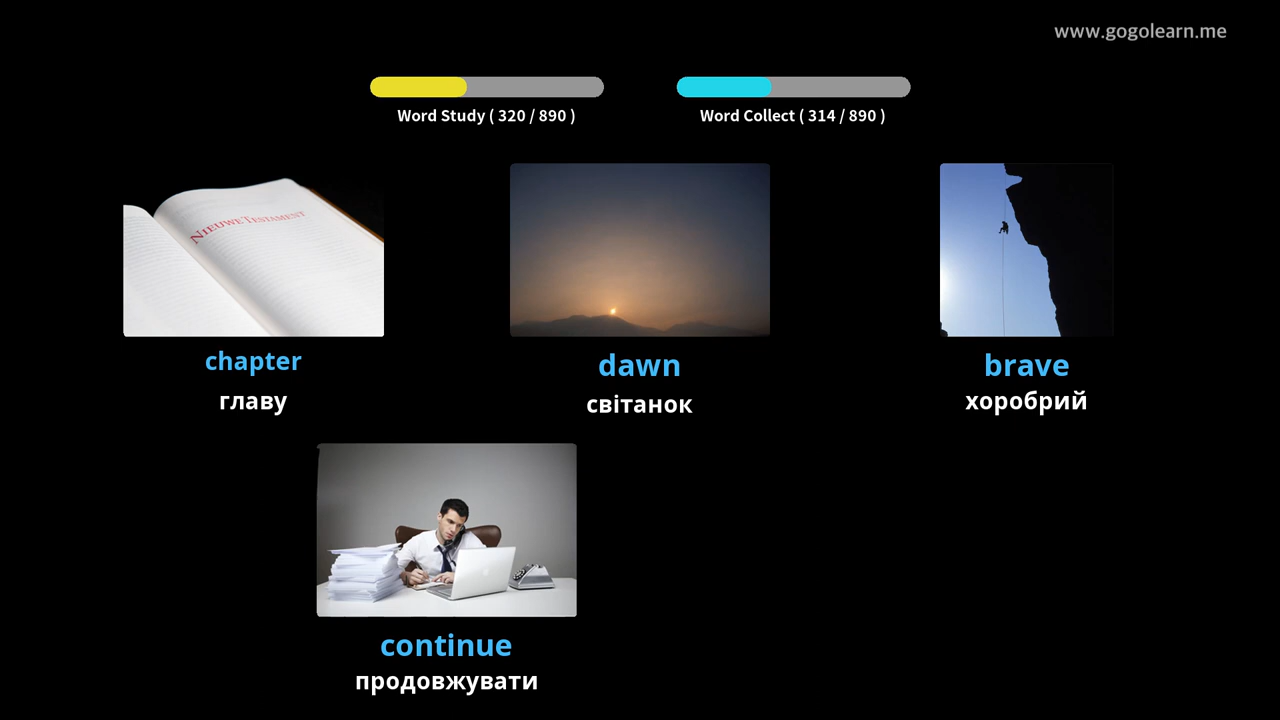 www.gogolearn.me
Word Study ( 320 / 890 )
Word Collect ( 314 / 890 )
NIEUWE TESTAMENT
chapter
главу
dawn
світанок
brave
хоробрий
continue
продовжувати